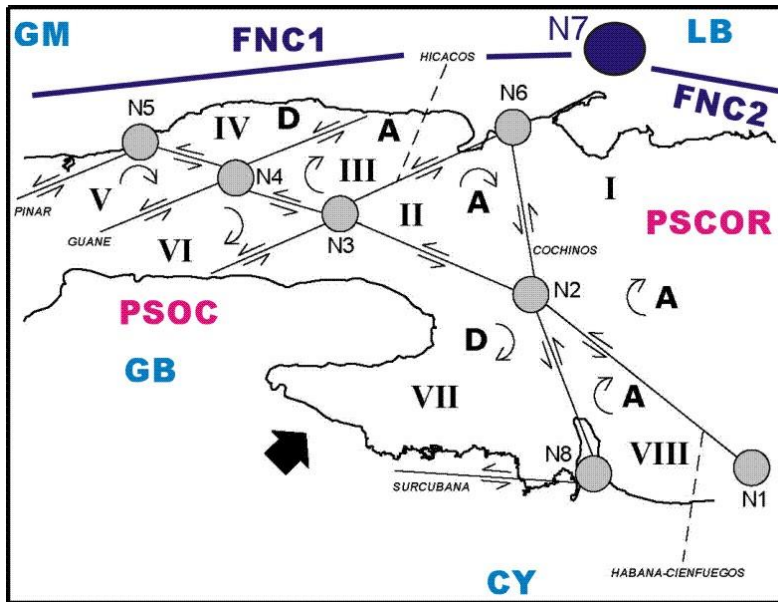 GM
FNC1
N7
LB
HICACOS
FNC2
N5
N6
IV
D
A
III
I
N4
V
PINAR
GUANE
II
A
PSCOR
N3
VI
COCHINOS
N2
PSOC
A
GB
D
VII
A
VIII
N8
N1
SURCUBANA
CY
HABANA-CIENFUEGOS